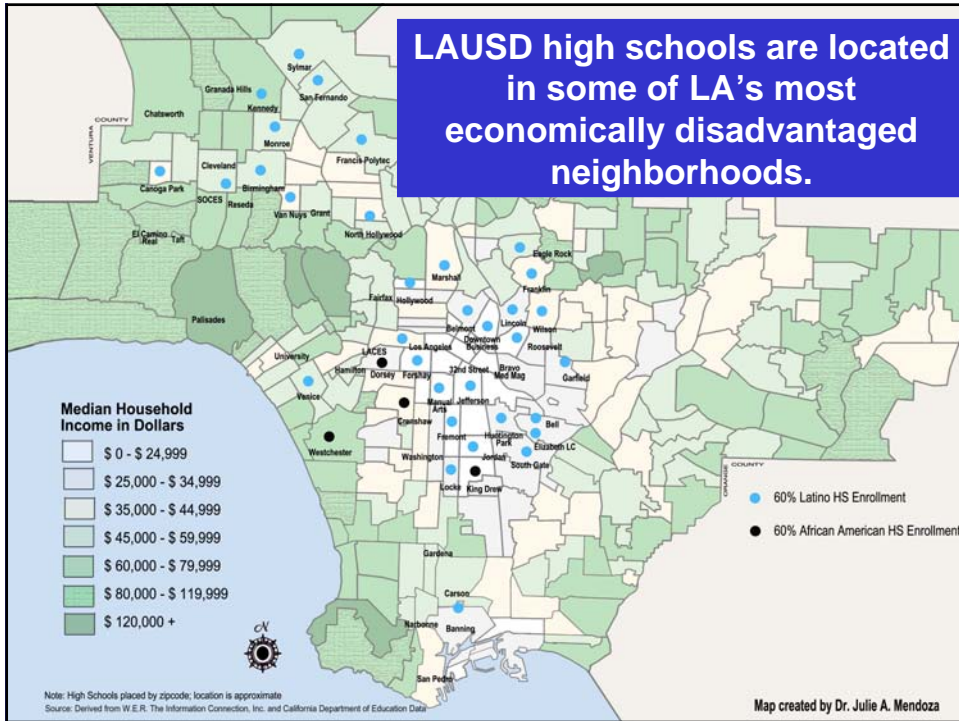 LAUSD high schools are located
in some of LA's most
economically disadvantaged
neighborhoods.
Sylmar
San Fernando
Granada Hills
Kennedy
Chatsworth
VENTURA COUNTY
Monroe
Francis Polytec
Cleveland
Canoga Park
Birmingham
SOCES
Reseda
Van Nuys
Grant
El Camino
Real
Taft
North Hollywood
Eagle Rock
Marshall
Franklin
Fairfax
Hollywood
Palisades
Belmont
Lincoln
Wilson
Downtown
Business
Los Angeles
Roosevelt
University
LACES
Hamilton
Dorsey
Forshay
32nd Street
Bravo
Med Mag
Garfield
Venice
Manual
Arts
Jefferson
Crenshaw
Bell
Westchester
Fremont
Huntington
Park
Elizabeth LC
Washington
Jordan
South Gate
Locke
King Drew
ORANGE COUNTY
Gardena
Carson
Narbonne
Banning
San Pedro
Median Household
Income in Dollars
$ 0 - $ 24,999
$ 25,000 - $ 34,999
$ 35,000 - $ 44,999
$ 45,000 - $ 59,999
$ 60,000 - $ 79,999
$ 80,000 - $ 119,999
$ 120,000 +
N
60% Latino HS Enrollment
60% African American HS Enrollment
Note: High Schools placed by zipcode; location is approximate
Source: Derived from W.E.R. The Information Connection, Inc. and California Department of Education Data
Map created by Dr. Julie A. Mendoza